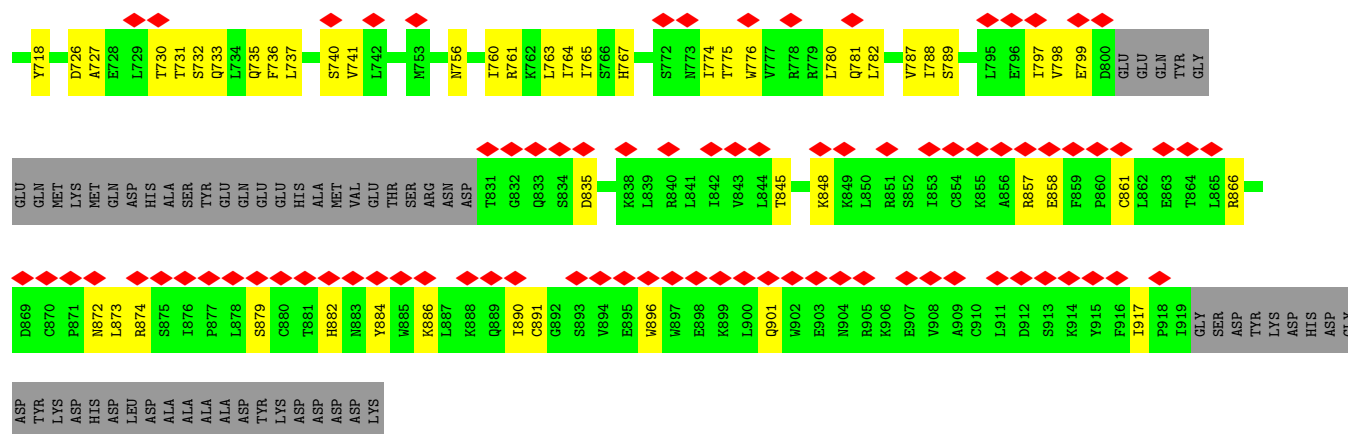 Y718 D726 A727 E728 L729 T730 T731 S732 Q733 L734 Q735 F736 L737 S740 V741 L742 M753 N756 I760 R761 K762 L763 I764 I765 S766 H767 S772 N773 I774 T775 W776 V777 R778 R779 L780 Q781 L782 V787 I788 S789 L795 E796 I797 V798 E799 D800 GLU GLU GLN TYR GLY
GLU GLN MET LYS MET GLN ASP HIS ALA SER TYR GLU GLN GLU GLU HIS ALA MET VAL GLU THR SER ARG ASN ASP T831 G832 Q833 S834 D835 K838 L839 R840 L841 I842 V843 L844 T845 K848 K849 L850 R851 S852 I853 C854 K855 A856 R857 E858 F859 P860 C861 L862 E863 T864 L865 R866
D869 C870 P871 N872 L873 R874 S875 I876 P877 L878 S879 C880 T881 H882 N883 Y884 W885 K886 L887 K888 Q889 I890 C891 G892 S893 V894 E895 W896 W897 E898 K899 L900 Q901 W902 E903 N904 R905 K906 E907 V908 A909 C910 L911 D912 S913 K914 Y915 F916 I917 P918 I919 GLY SER ASP TYR LYS ASP HIS ASP GLY
ASP TYR LYS ASP HIS ASP LEU ASP ALA ALA ALA ALA ASP TYR LYS ASP ASP ASP ASP LYS